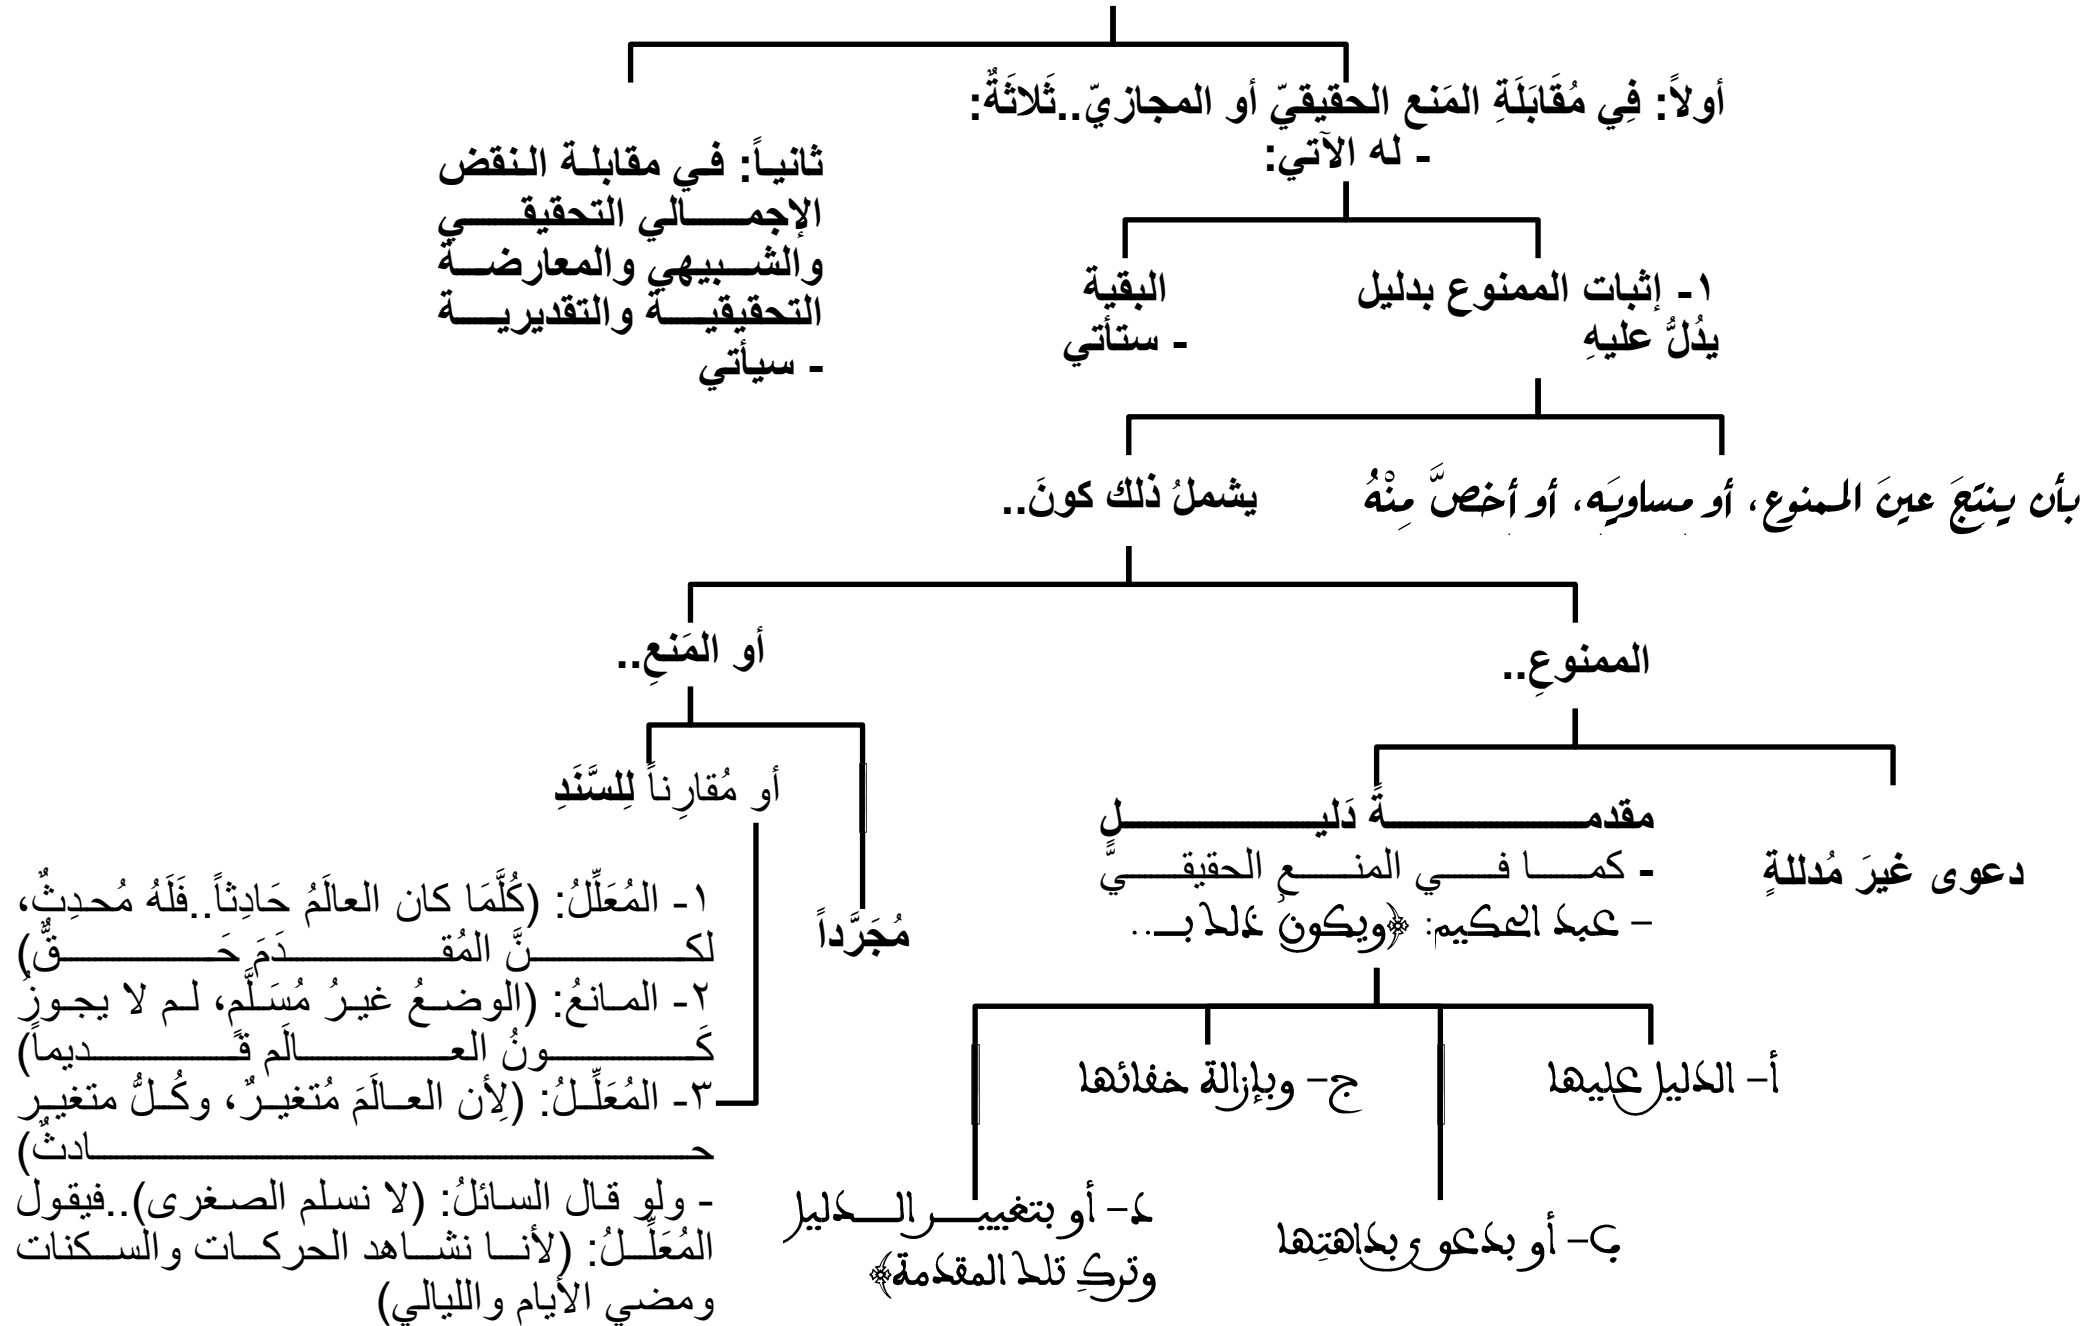 أولاً: فِي مُقَابَلَةِ المَنع الحقيقيّ أو المجازيّ..ثَلاثَةٌ:
- له الآتي:
ثانياً: في مقابلة النقض
الإجمالي التحقيقي
والشبيهي والمعارضة
التحقيقية والتقديرية
- سيأتي
١- إثبات الممنوع بدليل
يدُلُّ عليهِ
البقية
- ستأتي
بأن ينتجَ عينَ الممنوع، أو مساويَه، أو أخصَّ مِنْهُ
يشملُ ذلك كونَ..
الممنوعِ..
أو المَنعِ..
دعوى غيرَ مُدللةٍ
مقدمةَ دَليلٍ
- كما في المنع الحقيقيِّ
– عبد الحكيم: ﴿ويكونُ ذلك بـ..
أ– الدليل عليها
ب– أو بدعوى بداهتِها
ج– وبإزالة خفائها
د– أو بتغيير الدليل
وتركِ تلك المقدمة﴾
مُجَرَّداً
أو مُقارِناً لِلسَّنَدِ
١- المُعَلِّلُ: (كُلَّمَا كان العالَمُ حَادِثاً..فَلَهُ مُحدِثٌ،
لكنَّ المُقدَمَ حَقٌّ)
٢- المانعُ: (الوضعُ غيرُ مُسَلَّمٍ، لم لا يجوزُ
كَونُ العالَم قَديماً)
٣- المُعَلِّلُ: (لِأن العالَمَ مُتغيرٌ، وكُلُّ متغيرٍ
حادثٌ)
- ولو قال السائلُ: (لا نسلم الصغرى)..فيقول
المُعَلِّلُ: (لأنا نشاهد الحركات والسكنات
ومضي الأيام والليالي)